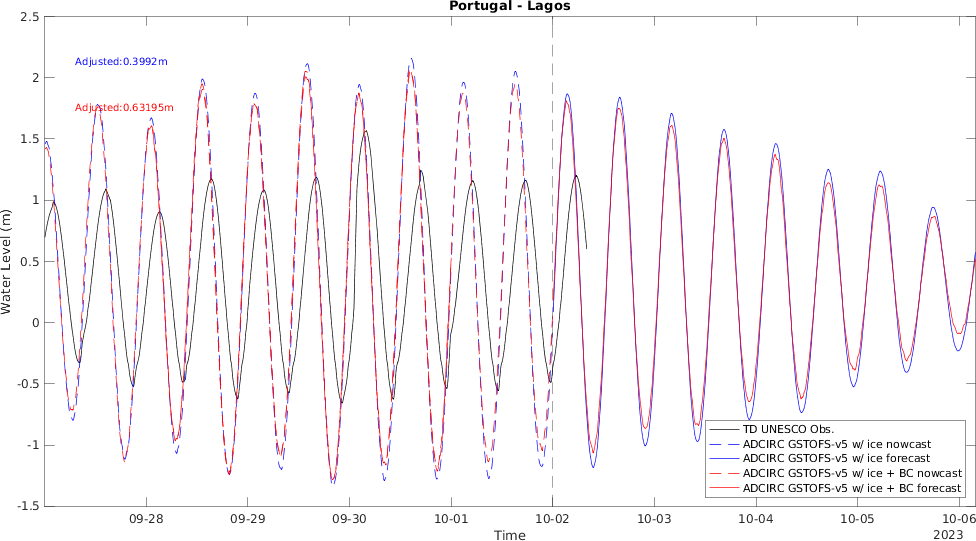 Portugal - Lagos
Adjusted:0.3992m
Adjusted:0.63195m
Water Level (m)
2.5
2
1.5
1
0.5
0
-0.5
-1
-1.5
TD UNESCO Obs.
ADCIRC GSTOFS-v5 w/ ice nowcast
ADCIRC GSTOFS-v5 w/ ice forecast
ADCIRC GSTOFS-v5 w/ ice + BC nowcast
ADCIRC GSTOFS-v5 w/ ice + BC forecast
09-28 09-29 09-30 10-01 10-02 10-03 10-04 10-05 10-06
Time
2023